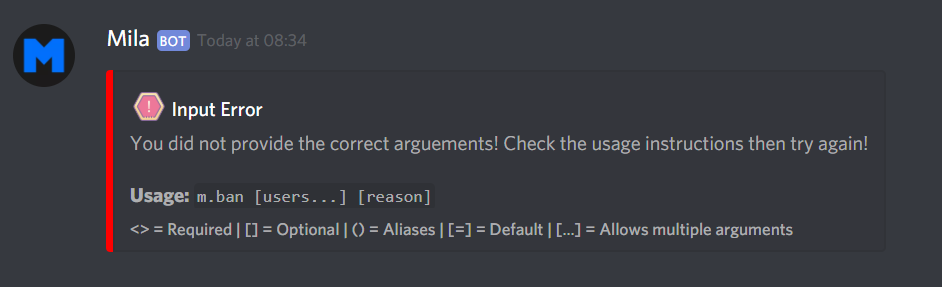 M
Mila BOT Today at 08:34
! Input Error
You did not provide the correct arguements! Check the usage instructions then try again!
Usage: m.ban [users...] [reason]
<> = Required | [] = Optional | () = Aliases | [=] = Default | [...] = Allows multiple arguments